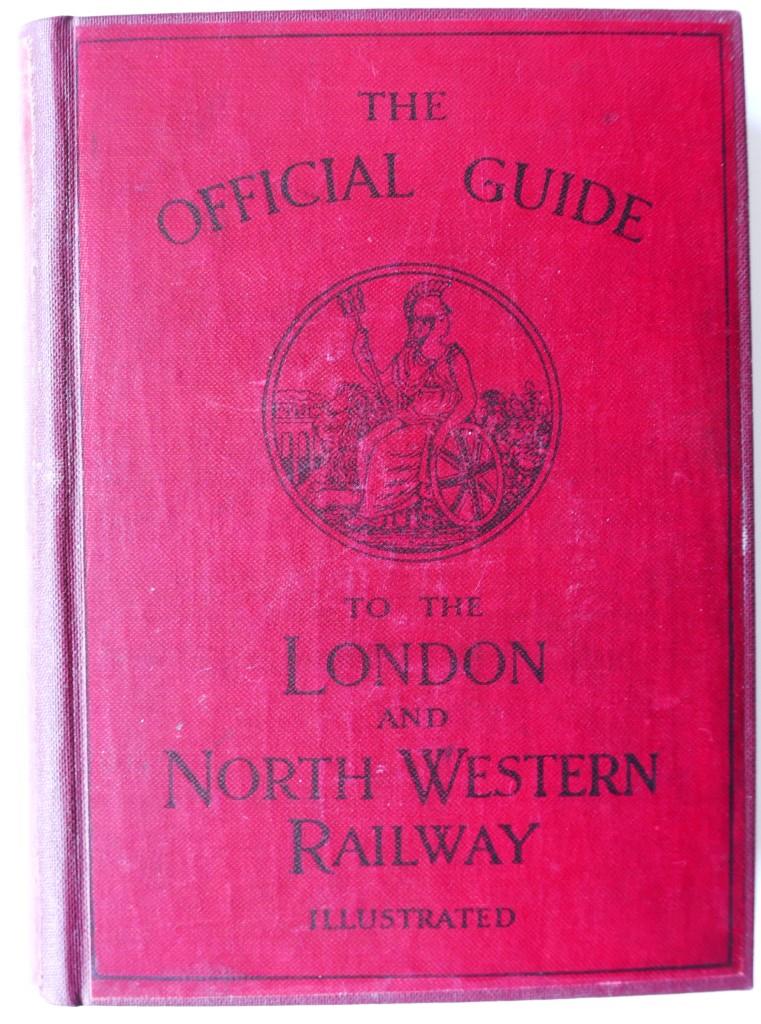 THE
OFFICIAL GUIDE
TO THE
LONDON
AND
NORTH WESTERN
RAILWAY
ILLUSTRATED